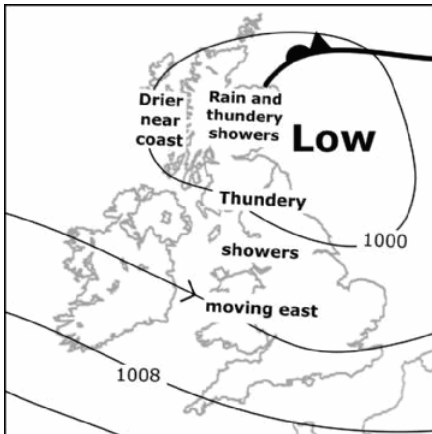 Drier
near
coast
Rain and
thundery
showers
Low
Thundery
1000
showers
moving east
1008